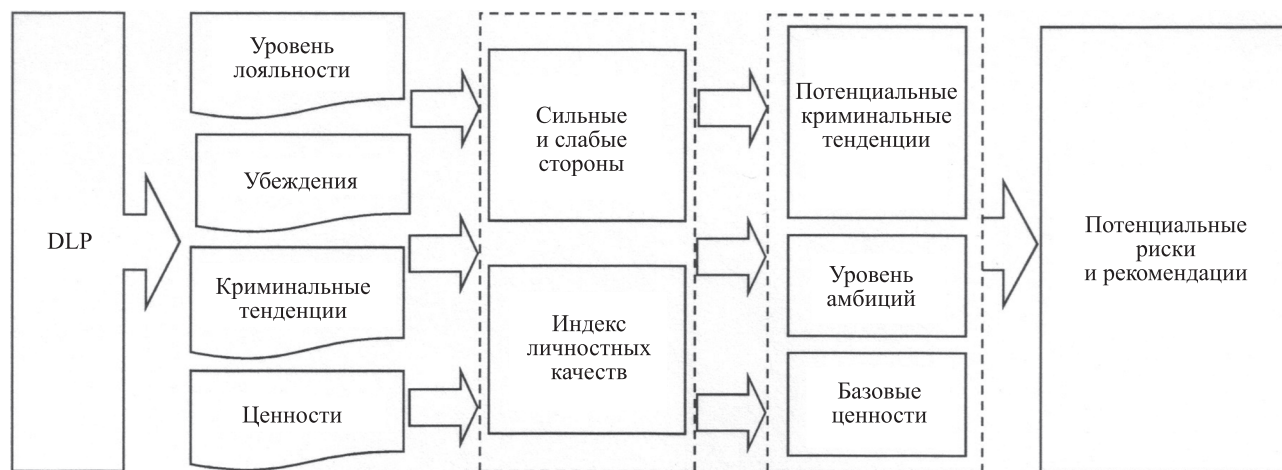 DLP
Уровень
лояльности
Убеждения
Криминальные
тенденции
Ценности
Сильные
и слабые
стороны
Индекс
личностных
качеств
Потенциальные
криминальные
тенденции
Уровень
амбиций
Базовые
ценности
Потенциальные
риски
и рекомендации